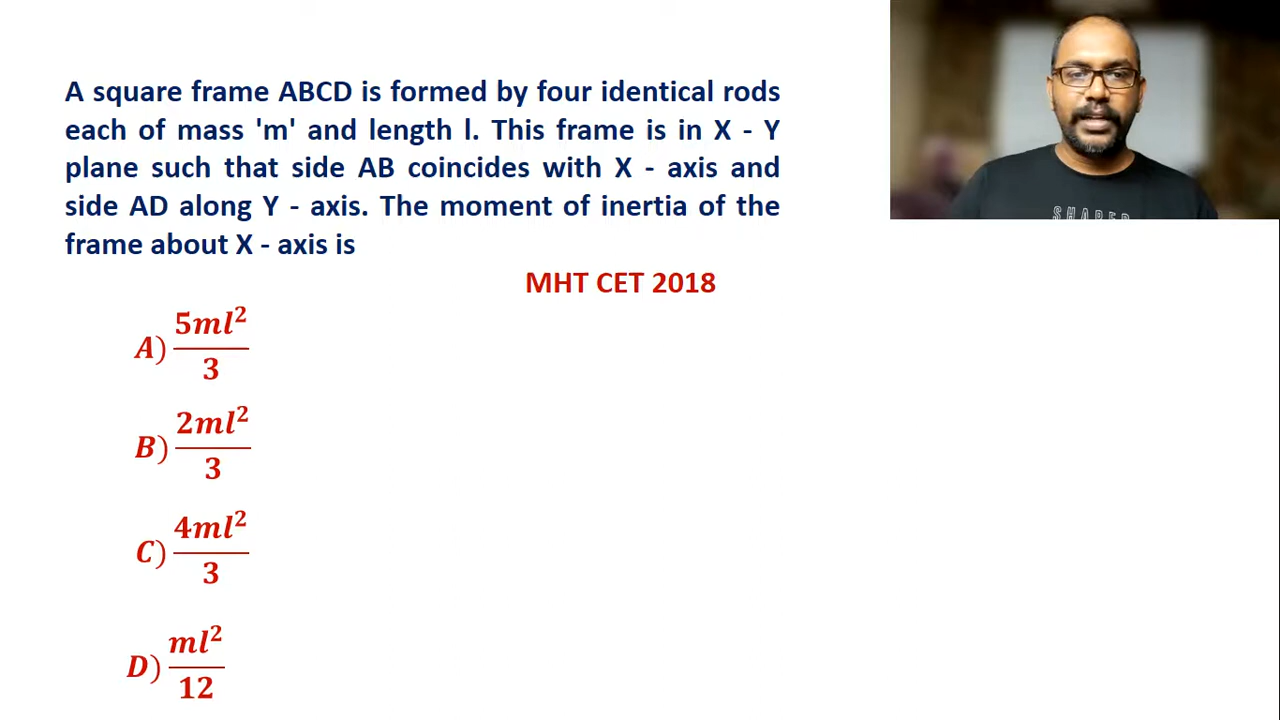 A square frame ABCD is formed by four identical rods
each of mass 'm' and length l. This frame is in X - Y
plane such that side AB coincides with X - axis and
side AD along Y - axis. The moment of inertia of the
frame about X - axis is
MHT CET 2018
A) 5ml²/3
B) 2ml²/3
C) 4ml²/3
D) ml²/12